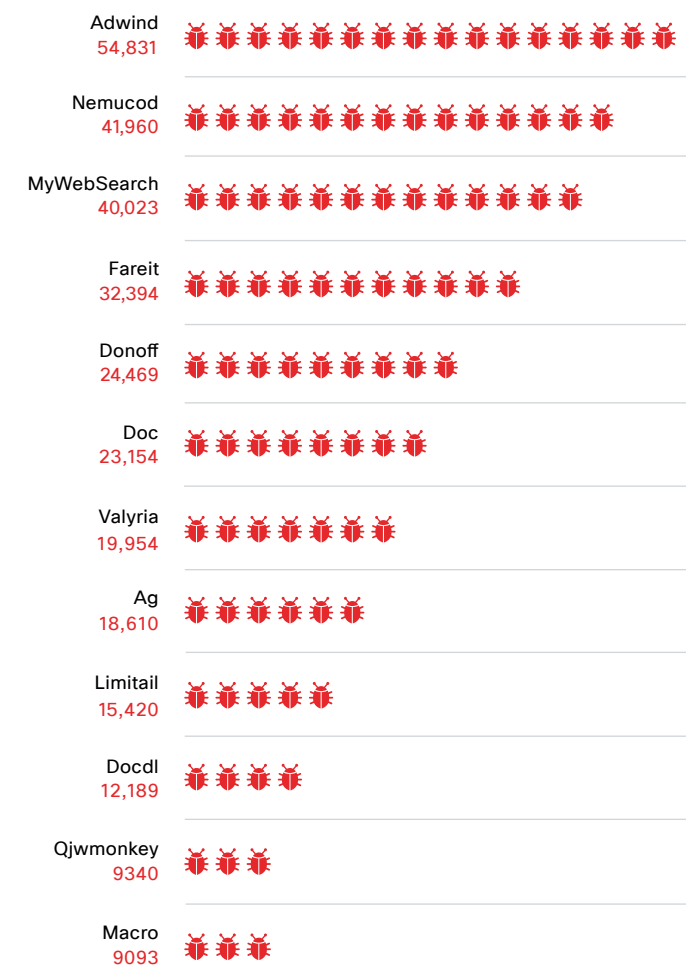 Adwind
54,831
Nemucod
41,960
MyWebSearch
40,023
Fareit
32,394
Donoff
24,469
Doc
23,154
Valyria
19,954
Ag
18,610
Limitail
15,420
Docdl
12,189
Qjwmonkey
9340
Macro
9093